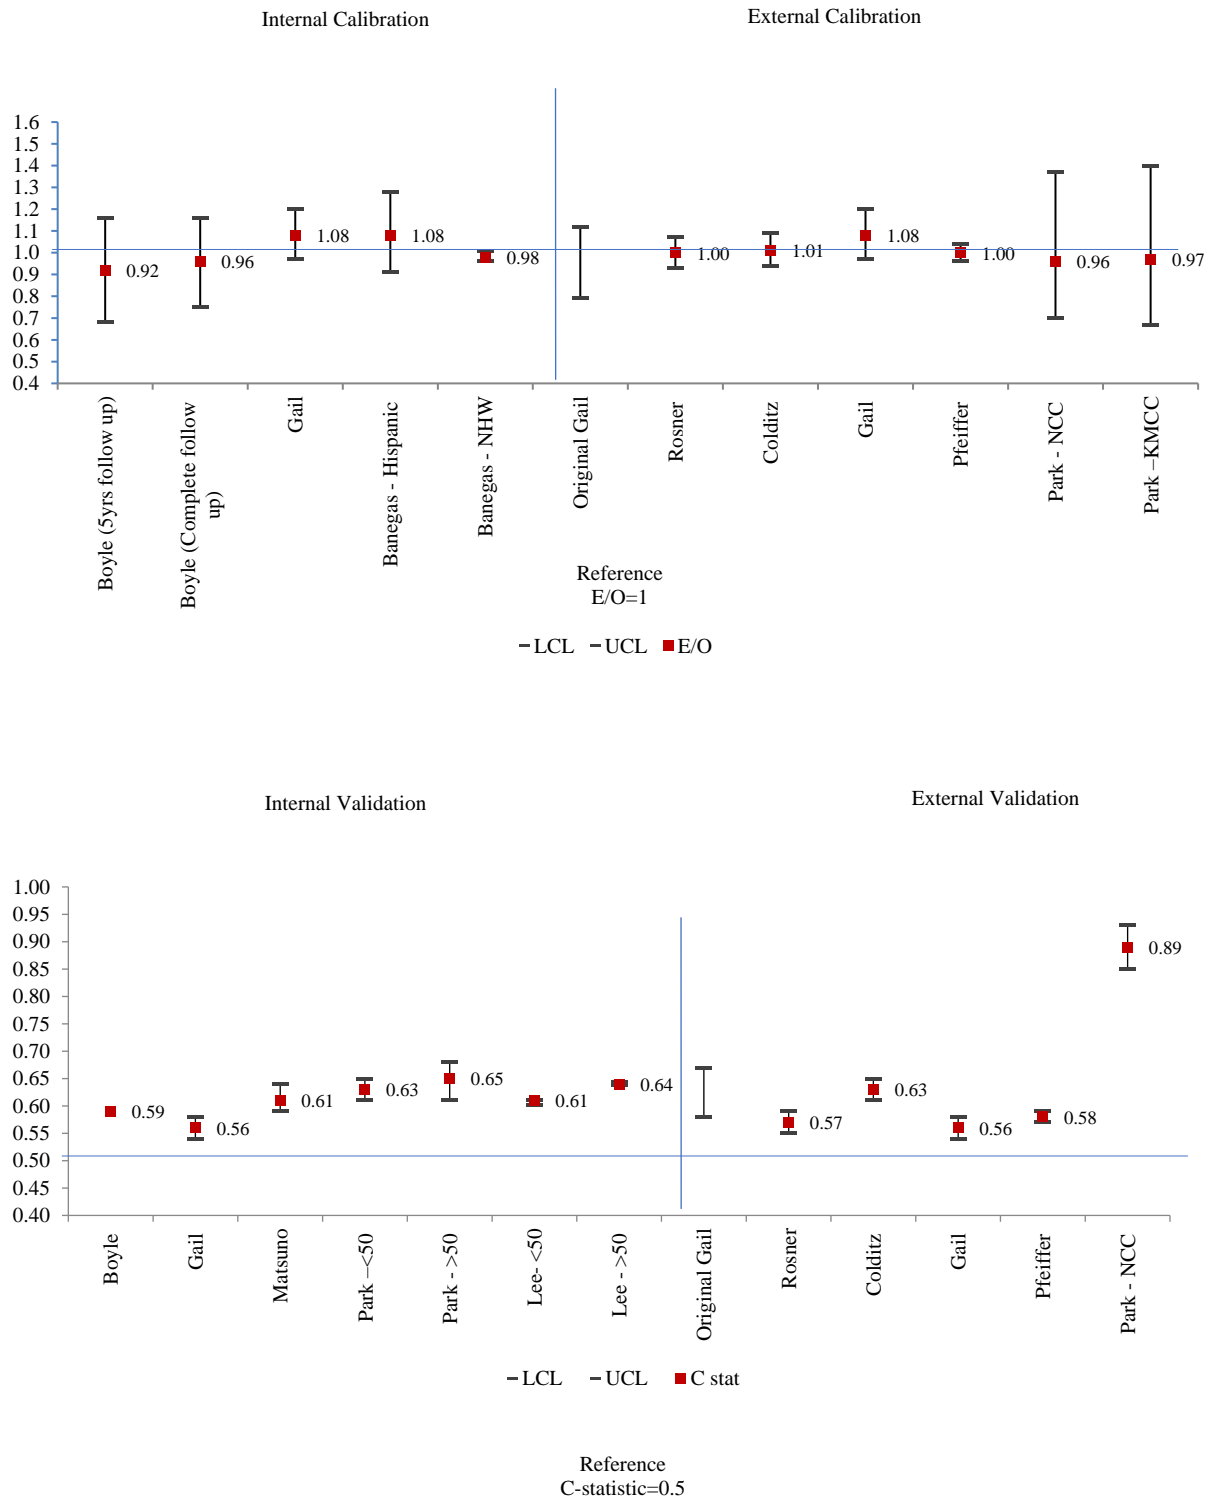 Internal Calibration
External Calibration
1.6
1.5
1.4
1.3
1.2
1.1
1.0
0.9
0.8
0.7
0.6
0.5
0.4
0.92
0.96
1.08
1.08
0.98
1.00
1.01
1.08
1.00
0.96
0.97
Boyle (5yrs follow up)
Boyle (Complete follow
up)
Gail
Banegas - Hispanic
Banegas - NHW
Original Gail
Rosner
Colditz
Gail
Pfeiffer
Park - NCC
Park –KMCC
Reference
E/O=1
LCL UCL E/O
Internal Validation
External Validation
1.00
0.95
0.90
0.85
0.80
0.75
0.70
0.65
0.60
0.55
0.50
0.45
0.40
0.59
0.56
0.61
0.63
0.65
0.61
0.64
0.57
0.63
0.56
0.58
0.89
Boyle
Gail
Matsuno
Park –<50
Park - >50
Lee- <50
Lee - >50
Original Gail
Rosner
Colditz
Gail
Pfeiffer
Park - NCC
LCL UCL C stat
Reference
C-statistic=0.5